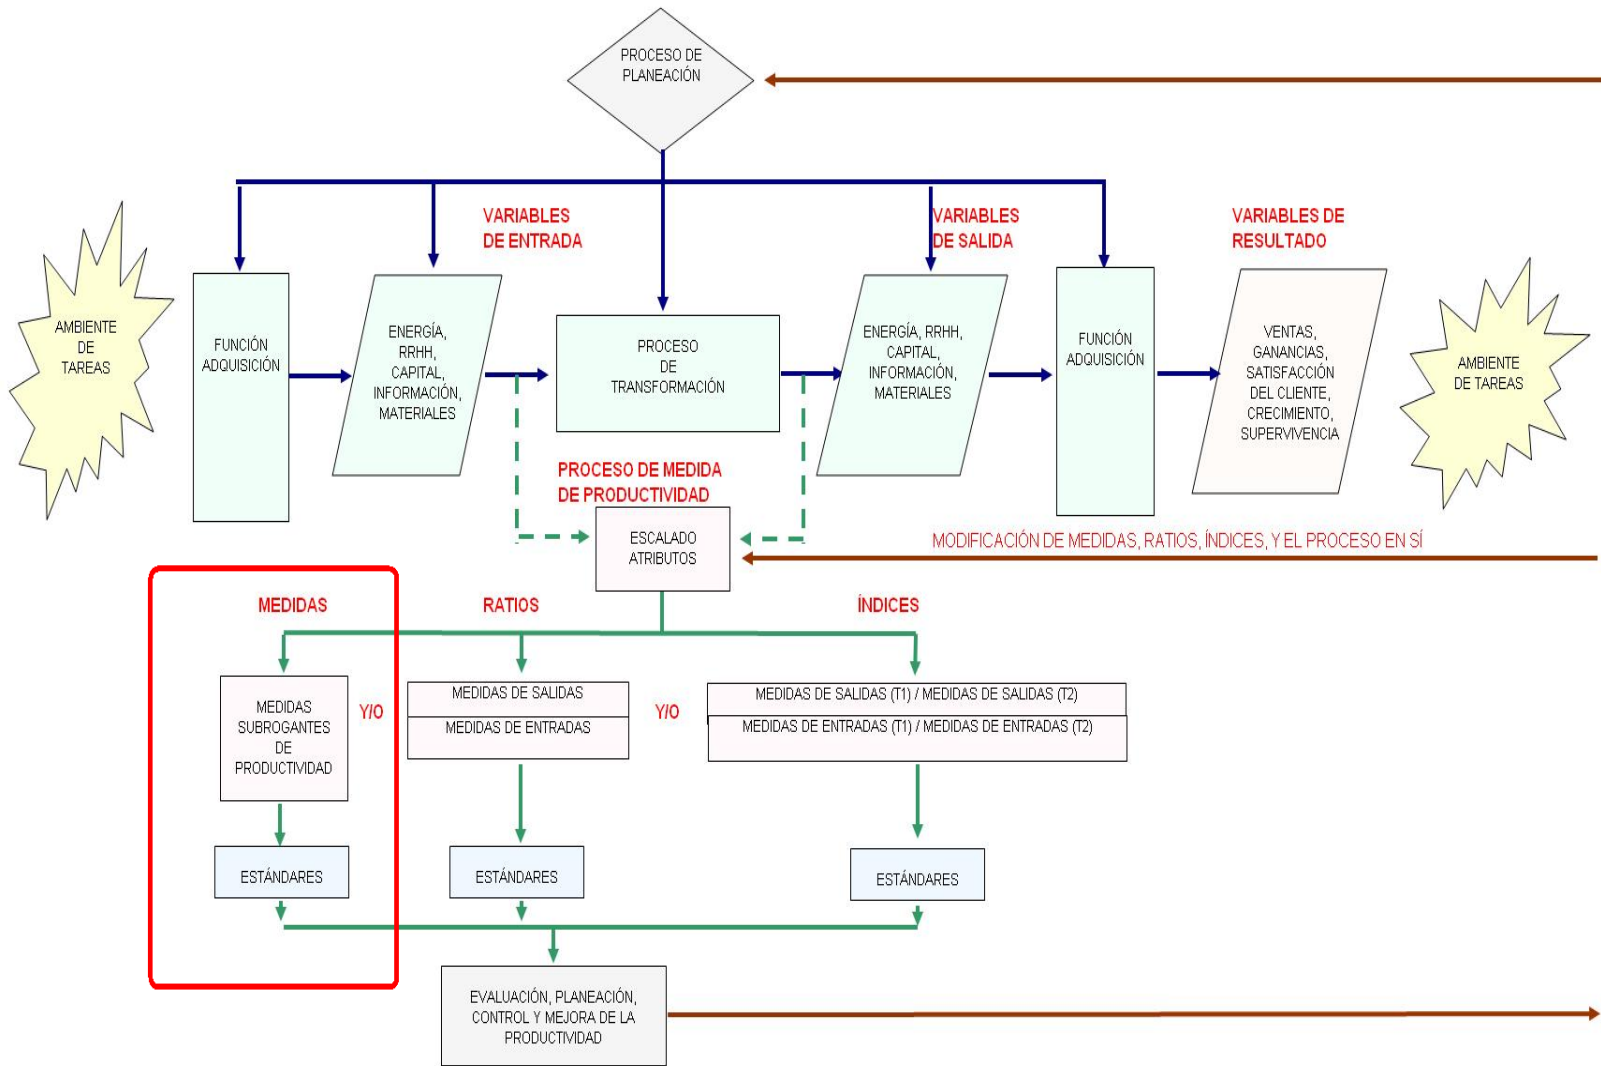 PROCESO DE
PLANEACIÓN
VARIABLES
DE ENTRADA
VARIABLES
DE SALIDA
VARIABLES DE
RESULTADO
AMBIENTE
DE
TAREAS
FUNCIÓN
ADQUISICIÓN
ENERGÍA,
RRHH,
CAPITAL,
INFORMACIÓN,
MATERIALES
PROCESO
DE
TRANSFORMACIÓN
ENERGÍA, RRHH,
CAPITAL,
INFORMACIÓN,
MATERIALES
FUNCIÓN
ADQUISICIÓN
VENTAS,
GANANCIAS,
SATISFACCIÓN
DEL CLIENTE,
CRECIMIENTO,
SUPERVIVENCIA
AMBIENTE
DE TAREAS
PROCESO DE MEDIDA
DE PRODUCTIVIDAD
ESCALADO
ATRIBUTOS
MODIFICACIÓN DE MEDIDAS, RATIOS, ÍNDICES, Y EL PROCESO EN SÍ
MEDIDAS
RATIOS
ÍNDICES
MEDIDAS
SUBROGANTES
DE
PRODUCTIVIDAD
Y/O
MEDIDAS DE SALIDAS
MEDIDAS DE ENTRADAS
Y/O
MEDIDAS DE SALIDAS (T1) / MEDIDAS DE SALIDAS (T2)
MEDIDAS DE ENTRADAS (T1) / MEDIDAS DE ENTRADAS (T2)
ESTÁNDARES
ESTÁNDARES
ESTÁNDARES
EVALUACIÓN, PLANEACIÓN,
CONTROL Y MEJORA DE LA
PRODUCTIVIDAD